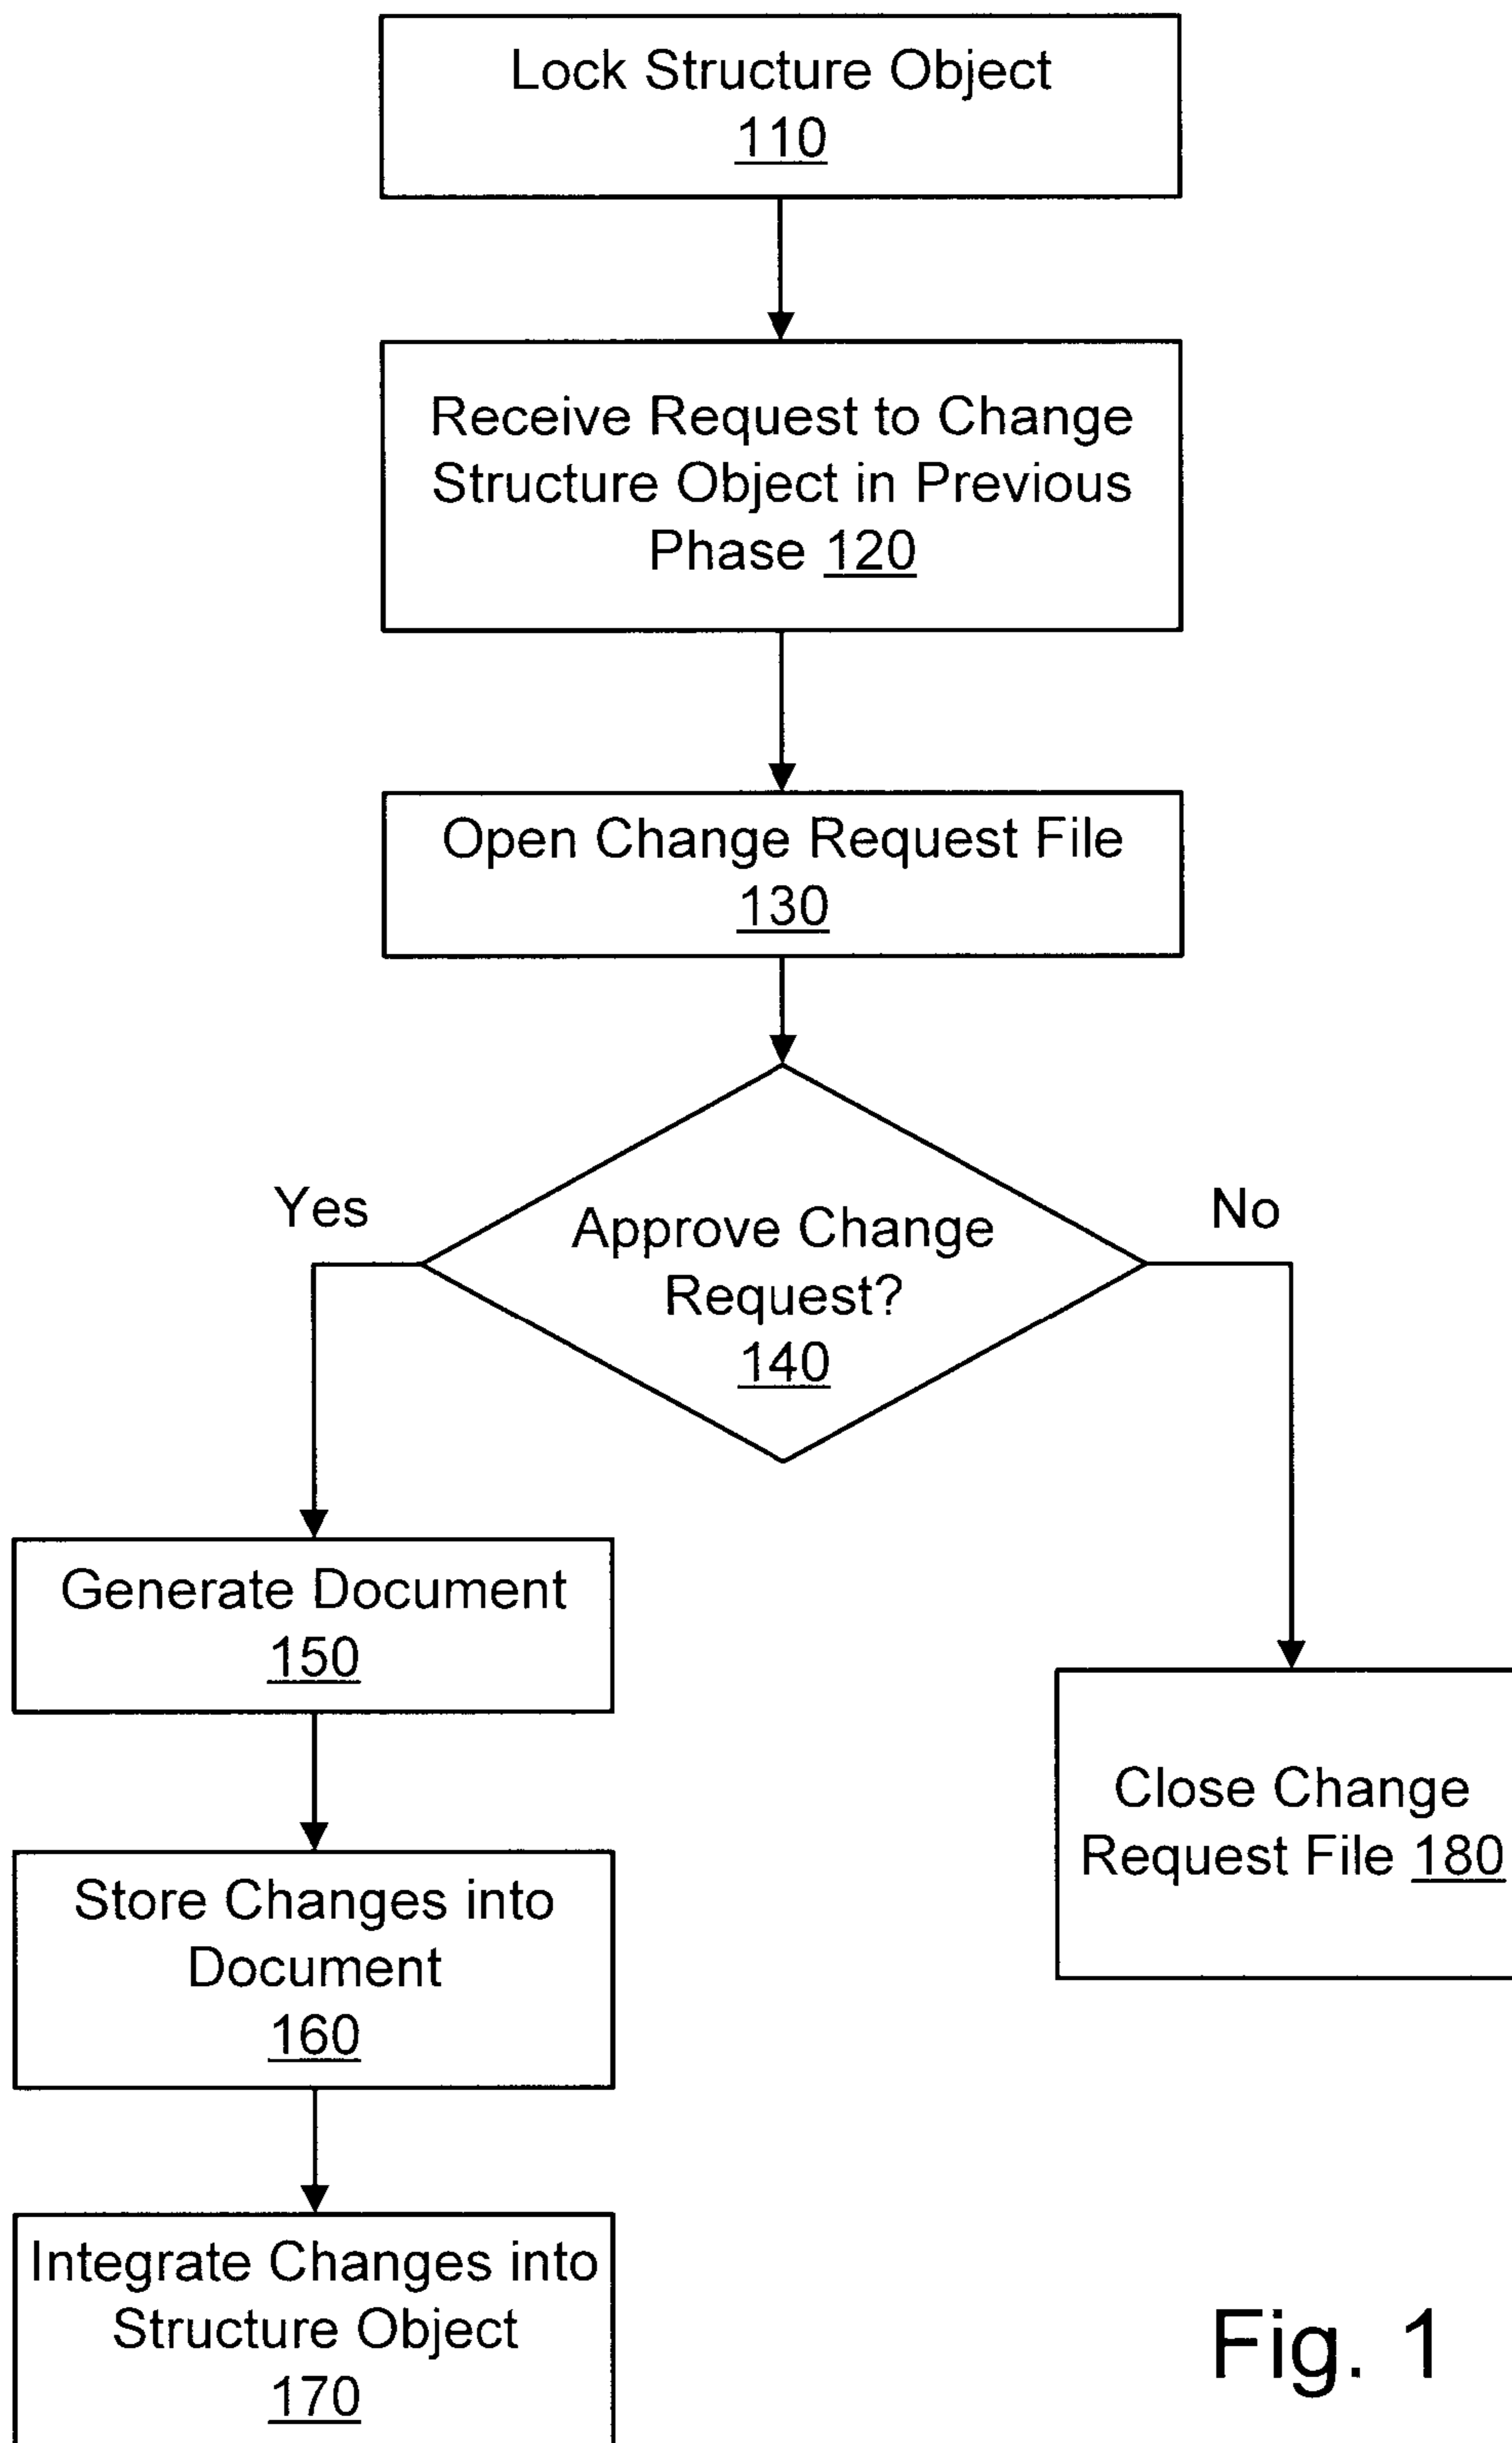 Lock Structure Object
110
Receive Request to Change
Structure Object in Previous
Phase 120
Open Change Request File
130
Yes
No
Approve Change
Request?
140
Generate Document
150
Close Change
Request File 180
Store Changes into
Document
160
Integrate Changes into
Structure Object
170
Fig. 1